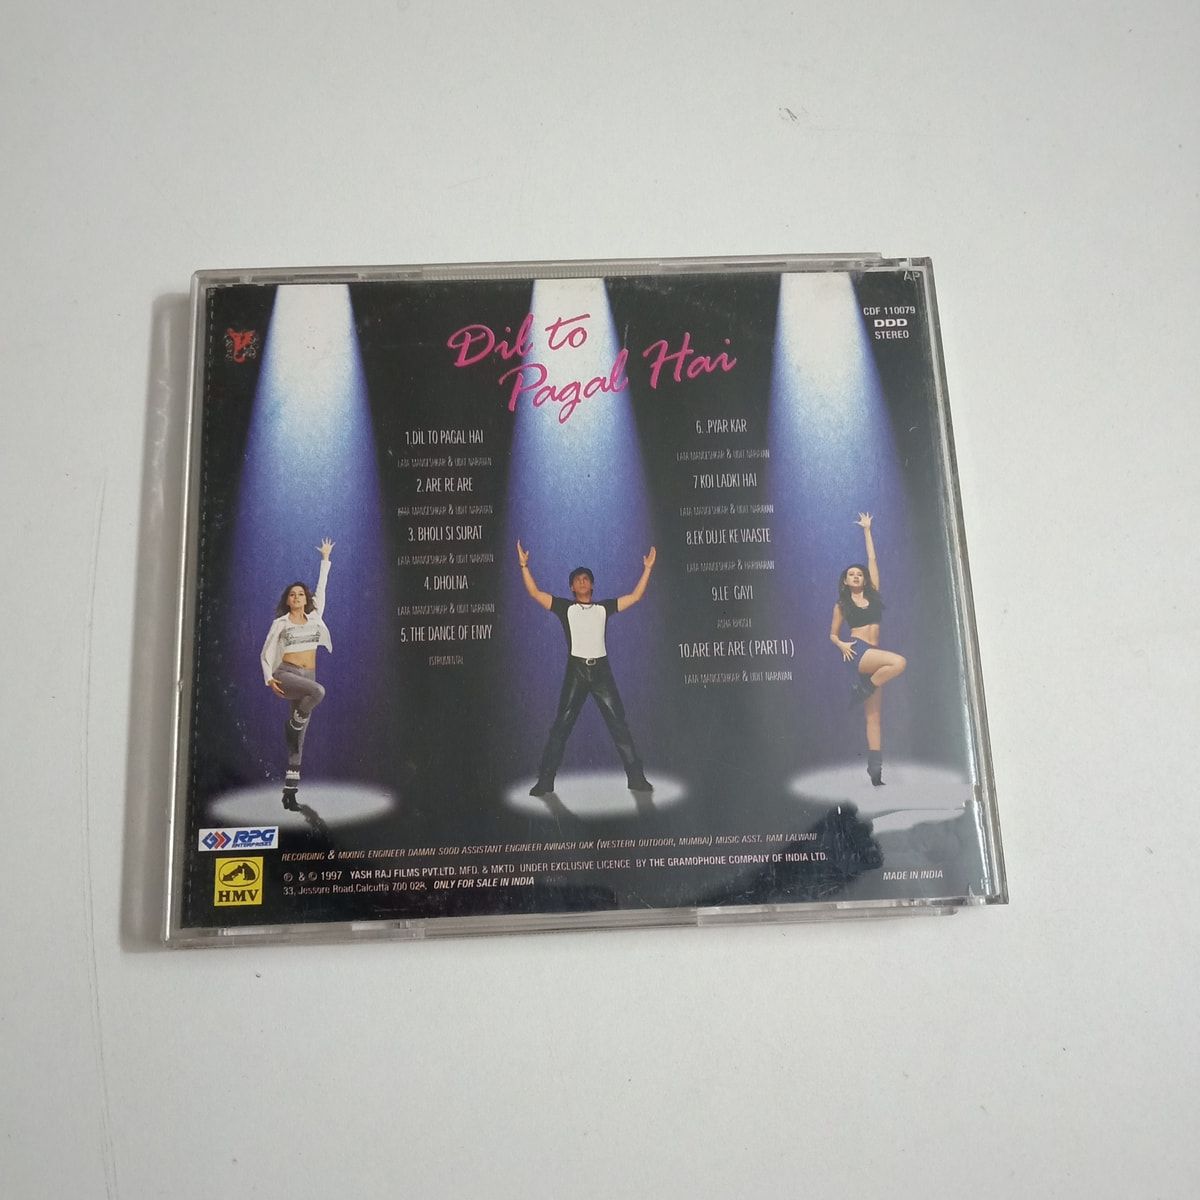 AP
CDF 110079
DDD
STEREO
Dil to
Pagal Hai
1.DIL TO PAGAL HAI
LATA MANGESHKAR & UDIT NARAYAN
2. ARE RE ARE
LATA MANGESHKAR & UDIT NARAYAN
3. BHOLI SI SURAT
LATA MANGESHKAR & UDIT NARAYAN
4. DHOLNA
LATA MANGESHKAR & UDIT NARAYAN
5. THE DANCE OF ENVY
ISTRUMENTAL
6. .PYAR KAR
LATA MANGESHKAR & UDIT NARAYAN
7 KOI LADKI HAI
LATA MANGESHKAR & UDIT NARAYAN
8.EK DUJE KE VAASTE
LATA MANGESHKAR & HARIHARAN
9.LE GAYI
ASHA BHOSLE
10.ARE RE ARE ( PART II )
LATA MANGESHKAR & UDIT NARAYAN
RPG
ENTERPRISES
HMV
RECORDING & MIXING ENGINEER DAMAN SOOD ASSISTANT ENGINEER AVINASH OAK (WESTERN OUTDOOR, MUMBAI) MUSIC ASST. RAM LALWANI
℗ & © 1997 YASH RAJ FILMS PVT.LTD. MFD. & MKTD UNDER EXCLUSIVE LICENCE BY THE GRAMOPHONE COMPANY OF INDIA LTD.
33, Jessore Road,Calcutta 700 028. ONLY FOR SALE IN INDIA
MADE IN INDIA